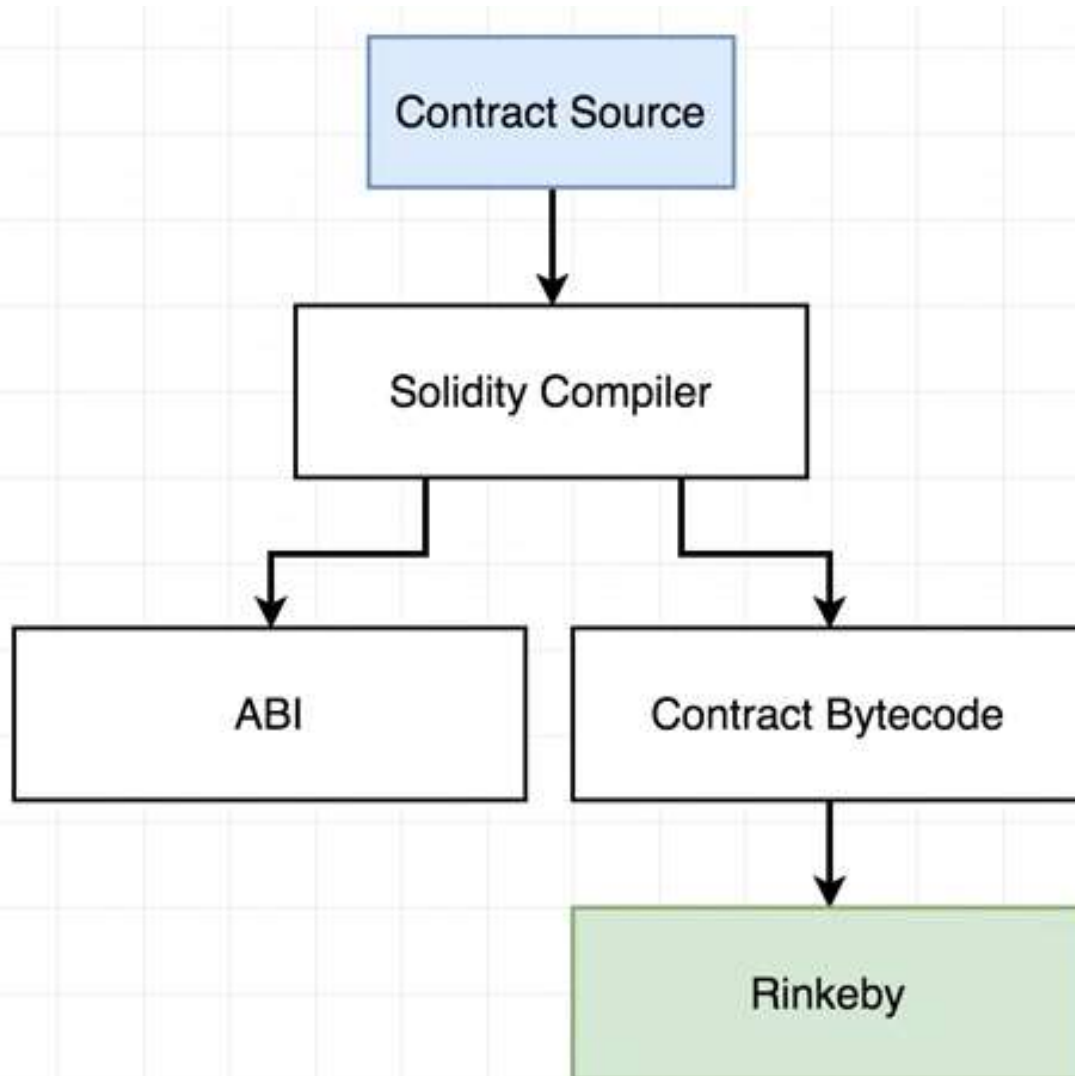 Contract Source
Solidity Compiler
ABI
Contract Bytecode
Rinkeby